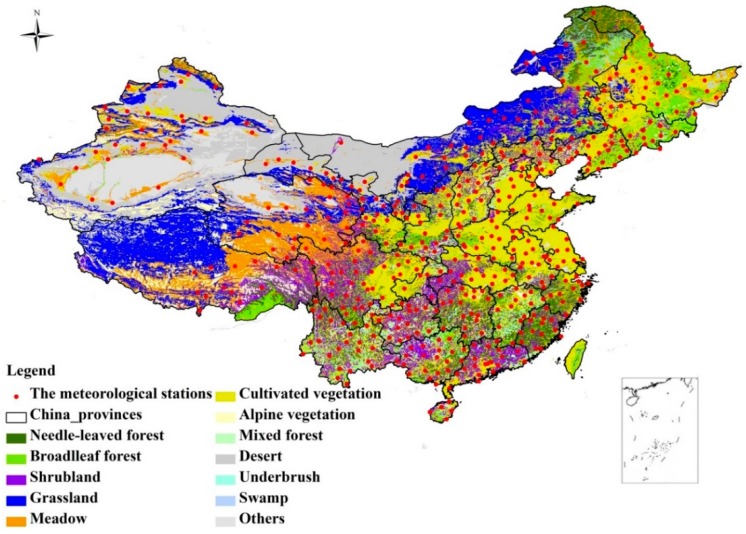 N
Legend
The meteorological stations
Cultivated vegetation
China_provinces
Alpine vegetation
Needle-leaved forest
Mixed forest
Broadlleaf forest
Desert
Shrubland
Underbrush
Grassland
Swamp
Meadow
Others